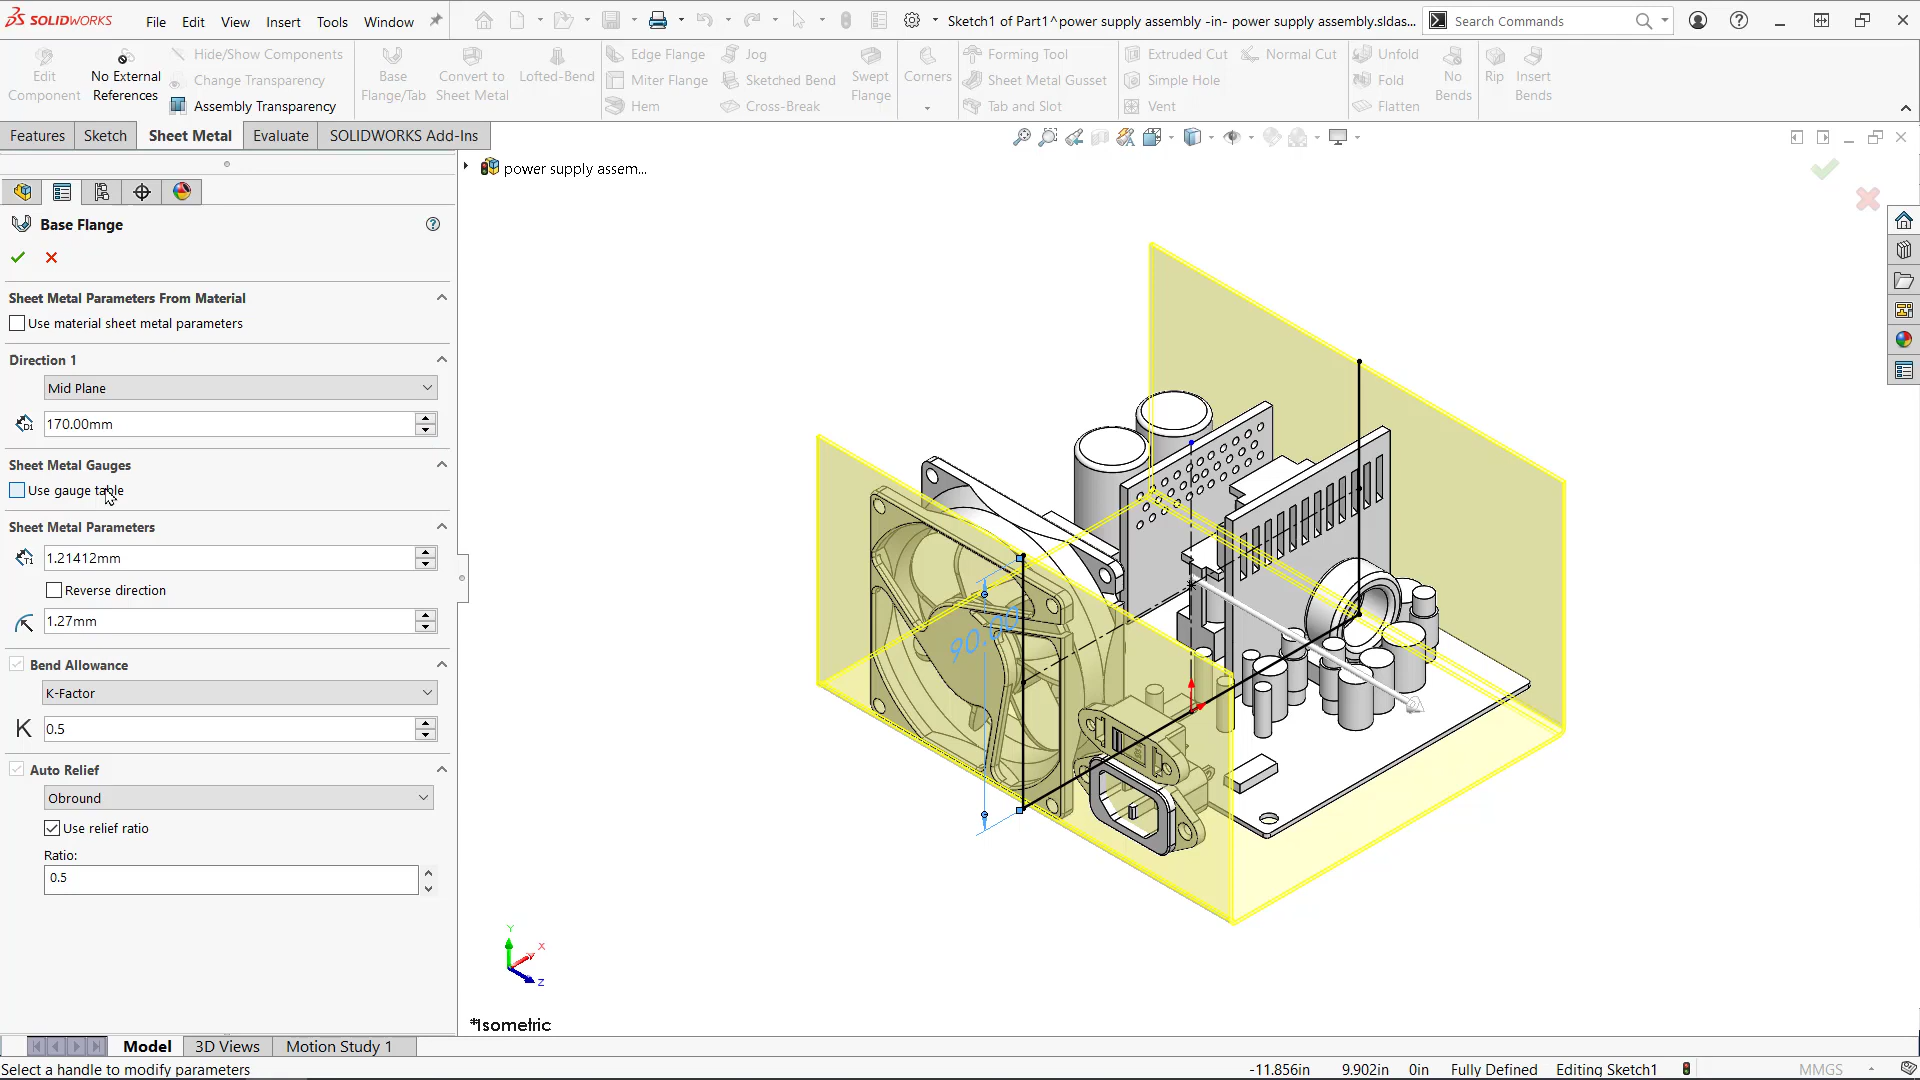 SOLIDWORKS File Edit View Insert Tools Window Sketch1 of Part1^power supply assembly -in- power supply assembly.sldas... Search Commands
Edit Component
No External References
Hide/Show Components
Change Transparency
Assembly Transparency
Base Flange/Tab
Convert to Sheet Metal
Lofted-Bend
Edge Flange
Miter Flange
Hem
Jog
Sketched Bend
Cross-Break
Swept Flange
Corners
Forming Tool
Sheet Metal Gusset
Tab and Slot
Extruded Cut
Simple Hole
Vent
Normal Cut
Unfold
Fold
Flatten
No Bends
Rip
Insert Bends
Features Sketch Sheet Metal Evaluate SOLIDWORKS Add-Ins
power supply assem...
Base Flange
Sheet Metal Parameters From Material
Use material sheet metal parameters
Direction 1
Mid Plane
D1 170.00mm
Sheet Metal Gauges
Use gauge table
Sheet Metal Parameters
T1 1.21412mm
Reverse direction
1.27mm
Bend Allowance
K-Factor
K 0.5
Auto Relief
Obround
Use relief ratio
Ratio:
0.5
90.00
Y
X
Z
*Isometric
Model 3D Views Motion Study 1
Select a handle to modify parameters -11.856in 9.902in 0in Fully Defined Editing Sketch1 MMGS